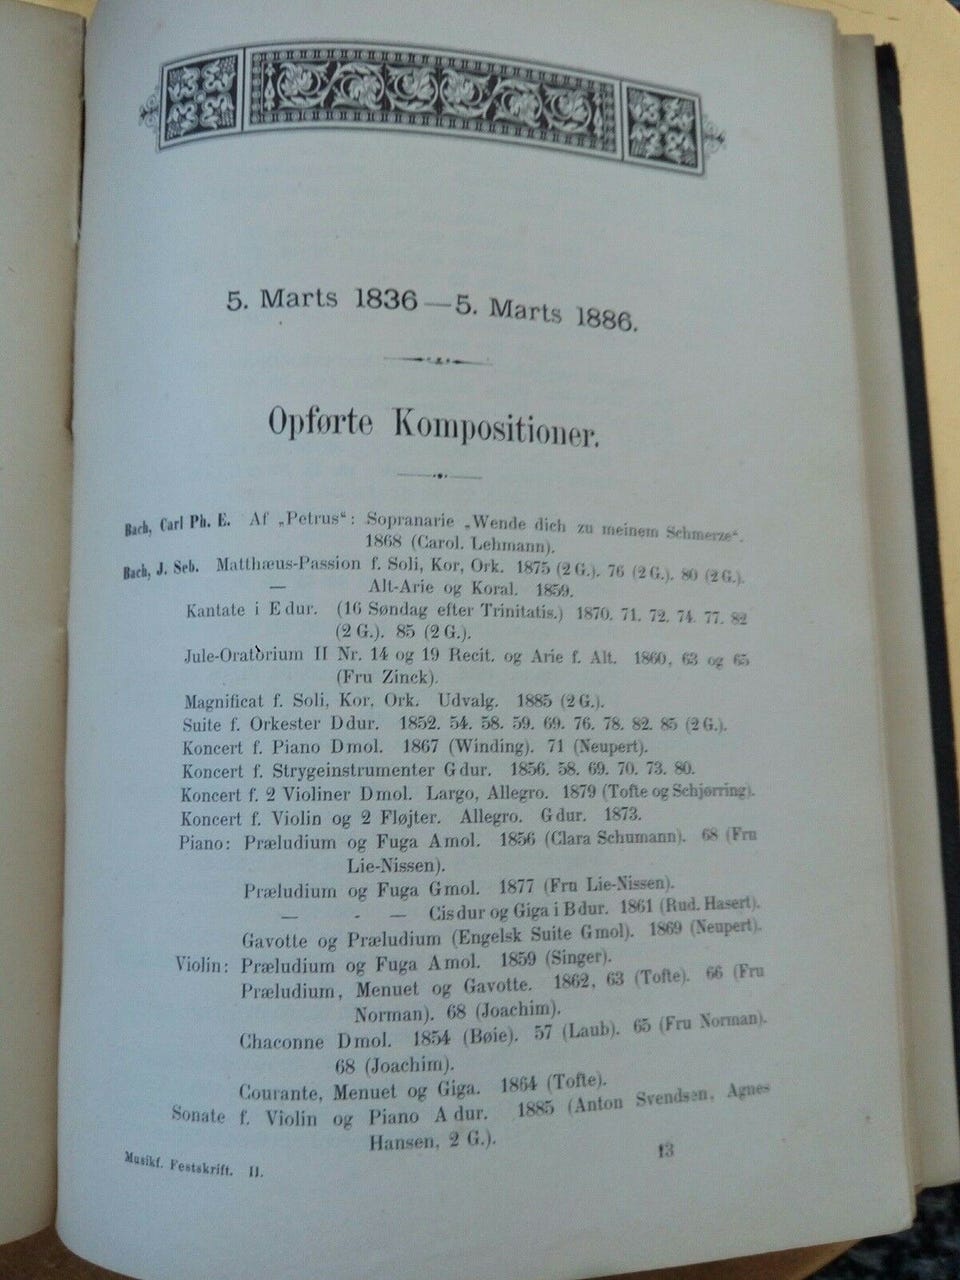 5. Marts 1836 — 5. Marts 1886.
Opførte Kompositioner.
Bach, Carl Ph. E. Af „Petrus“: Sopranarie „Wende dich zu meinem Schmerze“.
1868 (Carol. Lehmann).
Bach, J. Seb. Matthæus-Passion f. Soli, Kor, Ork. 1875 (2 G.). 76 (2 G.). 80 (2 G.).
— Alt-Arie og Koral. 1859.
Kantate i E dur. (16 Søndag efter Trinitatis.) 1870. 71. 72. 74. 77. 82
(2 G.). 85 (2 G.).
Jule-Oratorium II Nr. 14 og 19 Recit. og Arie f. Alt. 1860, 63 og 65
(Fru Zinck).
Magnificat f. Soli, Kor, Ork. Udvalg. 1885 (2 G.).
Suite f. Orkester D dur. 1852. 54. 58. 59. 69. 76. 78. 82. 85 (2 G.).
Koncert f. Piano D mol. 1867 (Winding). 71 (Neupert).
Koncert f. Strygeinstrumenter G dur. 1856. 58. 69. 70. 73. 80.
Koncert f. 2 Violiner D mol. Largo, Allegro. 1879 (Tofte og Schjørring).
Koncert f. Violin og 2 Fløjter. Allegro. G dur. 1873.
Piano: Præludium og Fuga A mol. 1856 (Clara Schumann). 68 (Fru
Lie-Nissen).
Præludium og Fuga G mol. 1877 (Fru Lie-Nissen).
— - — Cis dur og Giga i B dur. 1861 (Rud. Hasert).
Gavotte og Præludium (Engelsk Suite G mol). 1869 (Neupert).
Violin: Præludium og Fuga A mol. 1859 (Singer).
Præludium, Menuet og Gavotte. 1862, 63 (Tofte). 66 (Fru
Norman). 68 (Joachim).
Chaconne D mol. 1854 (Bøie). 57 (Laub). 65 (Fru Norman).
68 (Joachim).
Courante, Menuet og Giga. 1864 (Tofte).
Sonate f. Violin og Piano A dur. 1885 (Anton Svendsen, Agnes
Hansen, 2 G.).
Musikf. Festskrift. II. 13